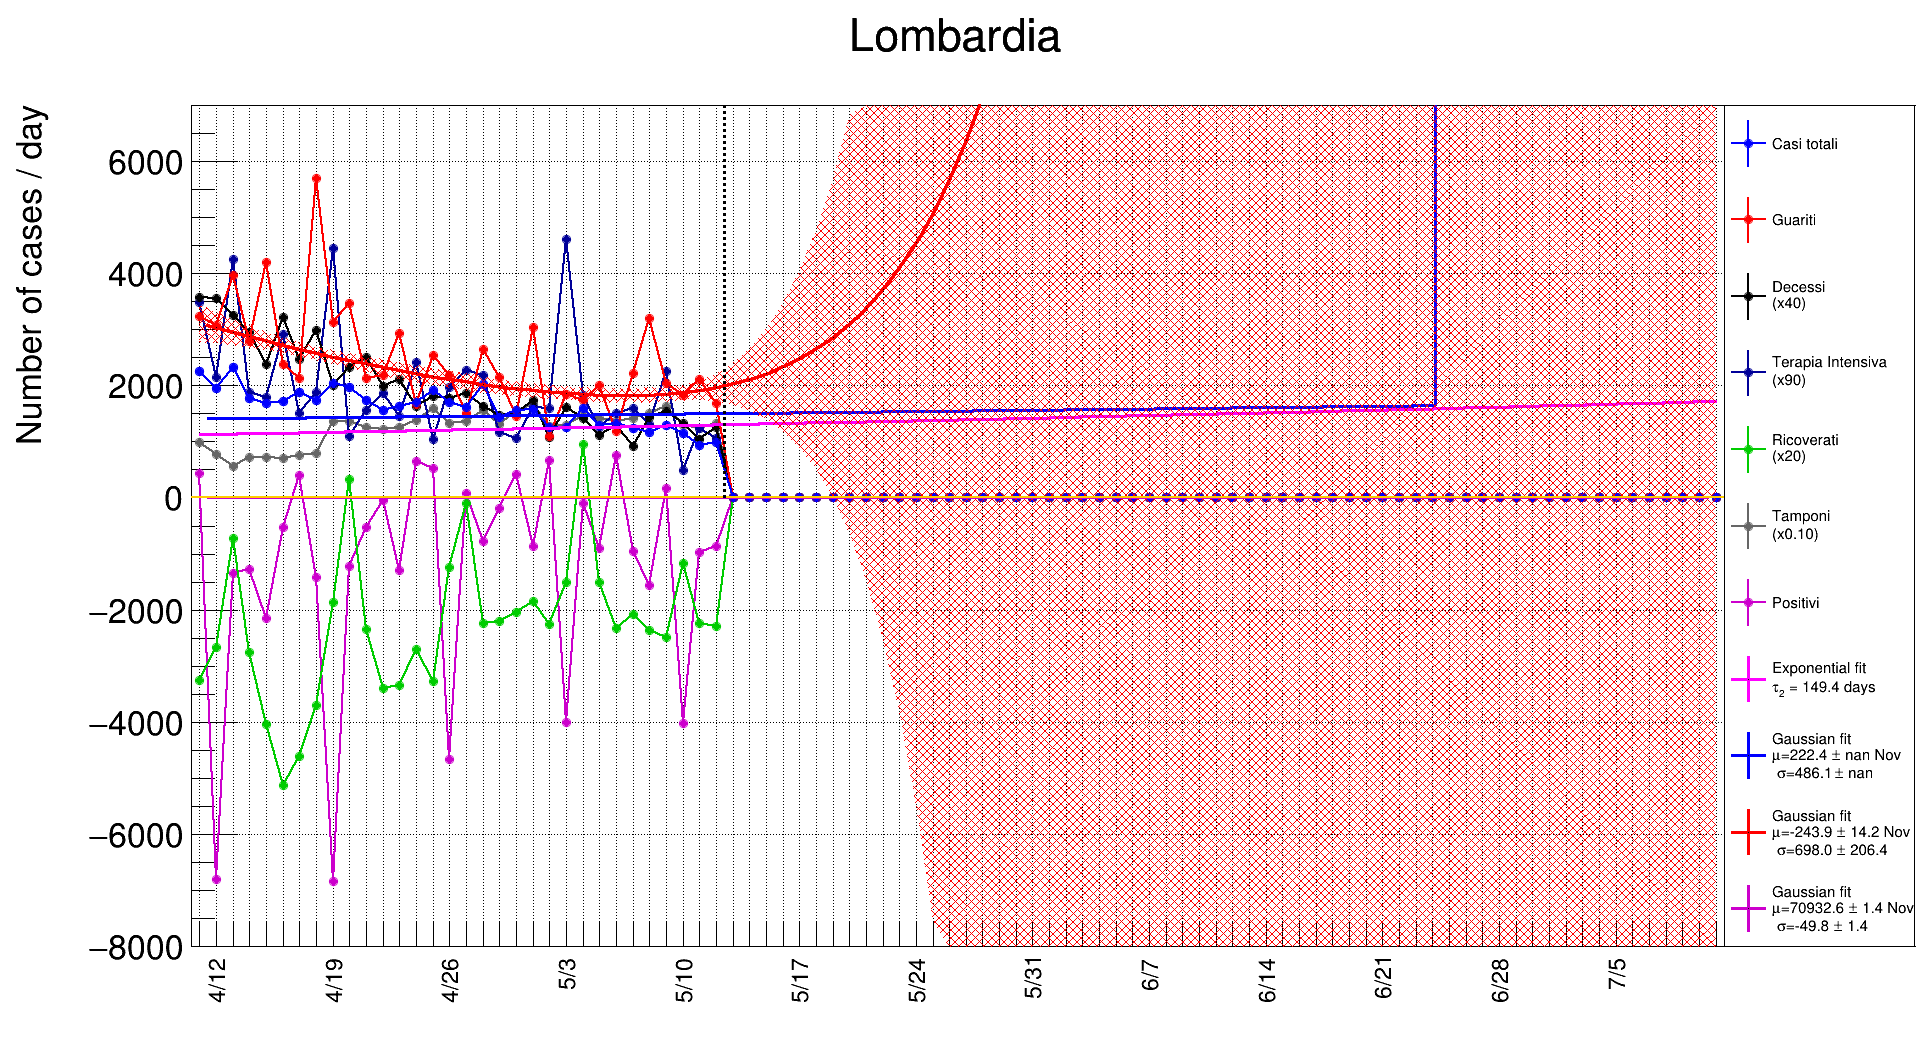 Lombardia
Number of cases / day
6000
4000
2000
0
−2000
−4000
−6000
−8000
4/12
4/19
4/26
5/3
5/10
5/17
5/24
5/31
6/7
6/14
6/21
6/28
7/5
Casi totali
Guariti
Decessi
(x40)
Terapia Intensiva
(x90)
Ricoverati
(x20)
Tamponi
(x0.10)
Positivi
Exponential fit
τ2 = 149.4 days
Gaussian fit
μ=222.4 ± nan Nov
σ=486.1 ± nan
Gaussian fit
μ=-243.9 ± 14.2 Nov
σ=698.0 ± 206.4
Gaussian fit
μ=70932.6 ± 1.4 Nov
σ=-49.8 ± 1.4